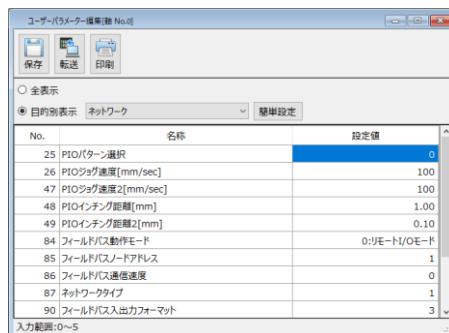 ユーザーパラメーター編集[軸 No.0]
保存 転送 印刷
全表示
目的別表示 ネットワーク 簡単設定
No. 名称 設定値
25 PIOパターン選択 0
26 PIOジョグ速度[mm/sec] 100
47 PIOジョグ速度2[mm/sec] 100
48 PIOインチング距離[mm] 1.00
49 PIOインチング距離2[mm] 0.10
84 フィールドバス動作モード 0:リモートI/Oモード
85 フィールドバスノードアドレス 1
86 フィールドバス通信速度 0
87 ネットワークタイプ 1
90 フィールドバス入出力フォーマット 3
入力範囲:0~5